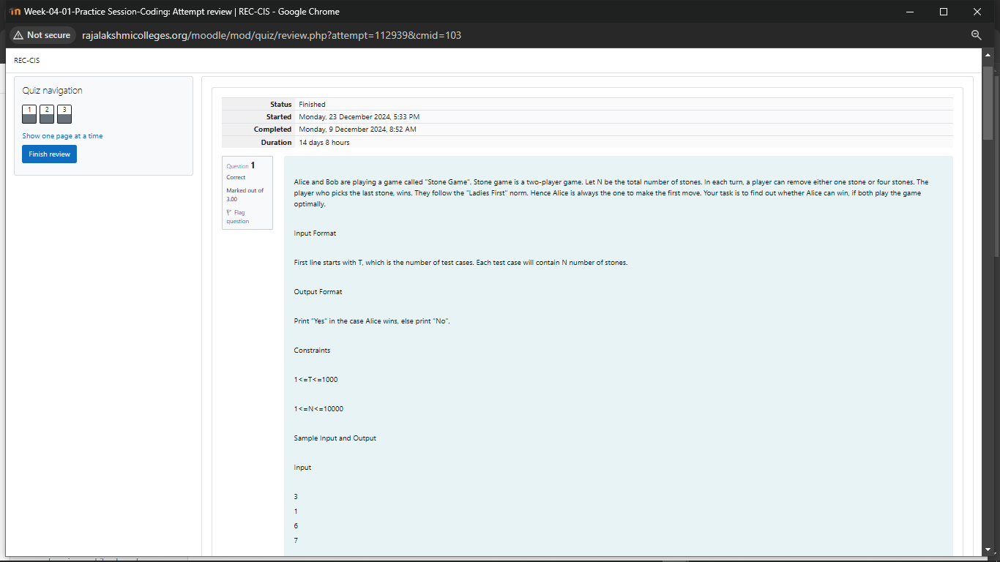 Week-04-01-Practice Session-Coding: Attempt review | REC-CIS - Google Chrome
Not secure rajalakshmicolleges.org/moodle/mod/quiz/review.php?attempt=112939&cmid=103
REC-CIS
Quiz navigation
1 2 3
Show one page at a time
Finish review
Status Finished
Started Monday, 23 December 2024, 5:33 PM
Completed Monday, 9 December 2024, 8:52 AM
Duration 14 days 8 hours
Question 1
Correct
Marked out of
3.00
Flag
question
Alice and Bob are playing a game called "Stone Game". Stone game is a two-player game. Let N be the total number of stones. In each turn, a player can remove either one stone or four stones. The
player who picks the last stone, wins. They follow the "Ladies First" norm. Hence Alice is always the one to make the first move. Your task is to find out whether Alice can win, if both play the game
optimally.
Input Format
First line starts with T, which is the number of test cases. Each test case will contain N number of stones.
Output Format
Print "Yes" in the case Alice wins, else print "No".
Constraints
1<=T<=1000
1<=N<=10000
Sample Input and Output
Input
3
1
6
7